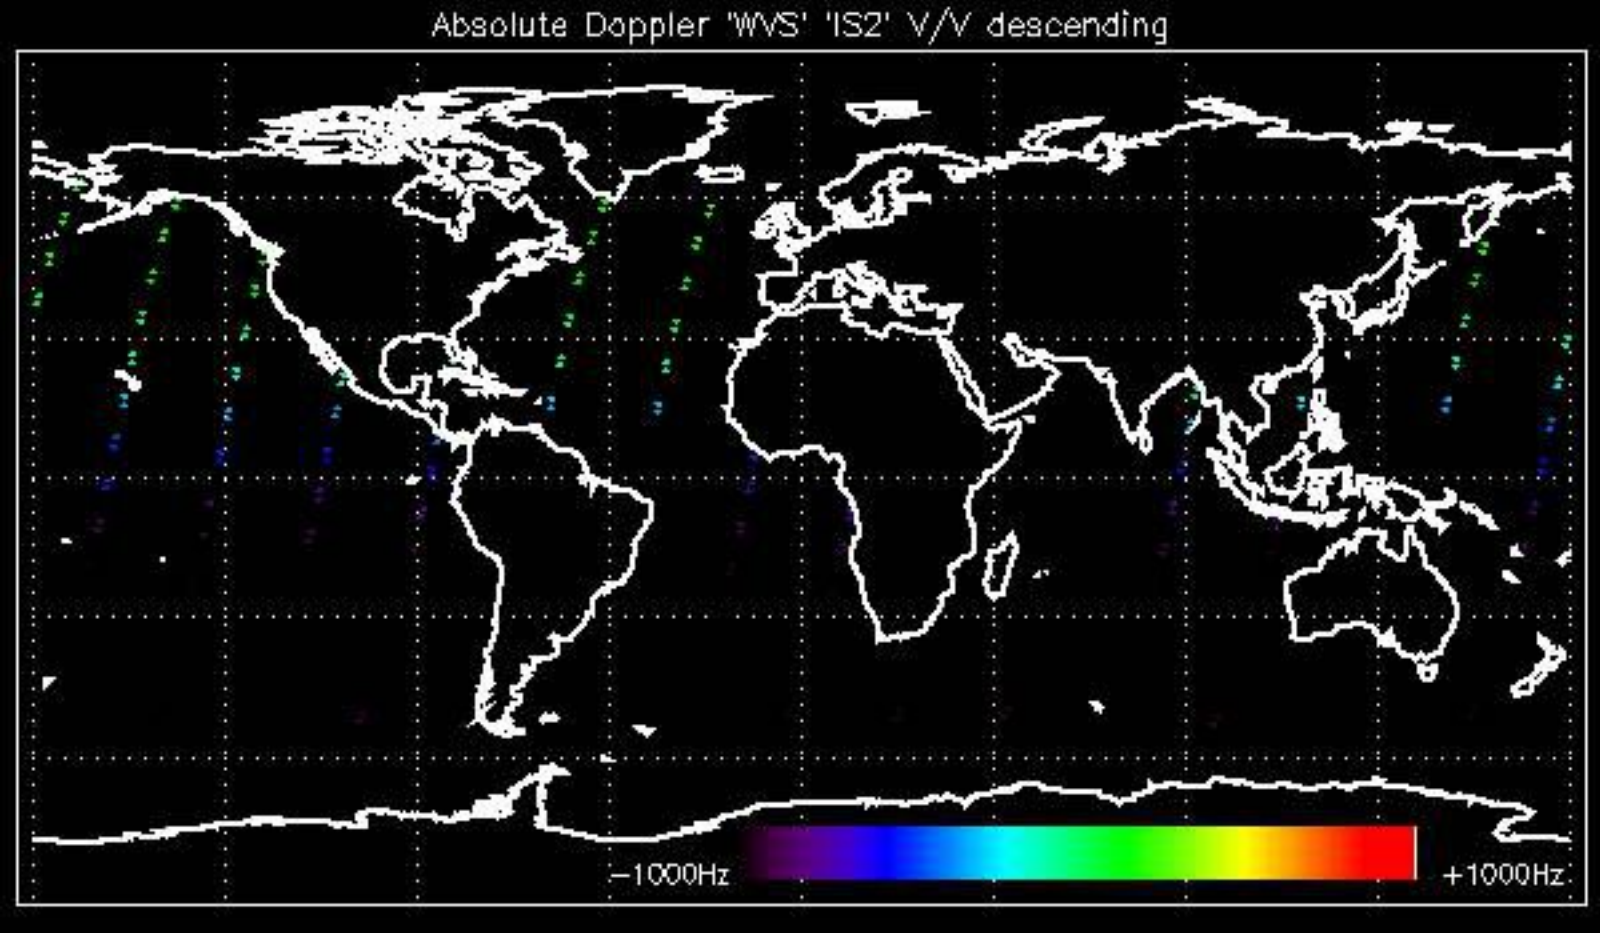 Absolute Doppler 'WVS' 'IS2' V/V descending
−1000Hz +1000Hz